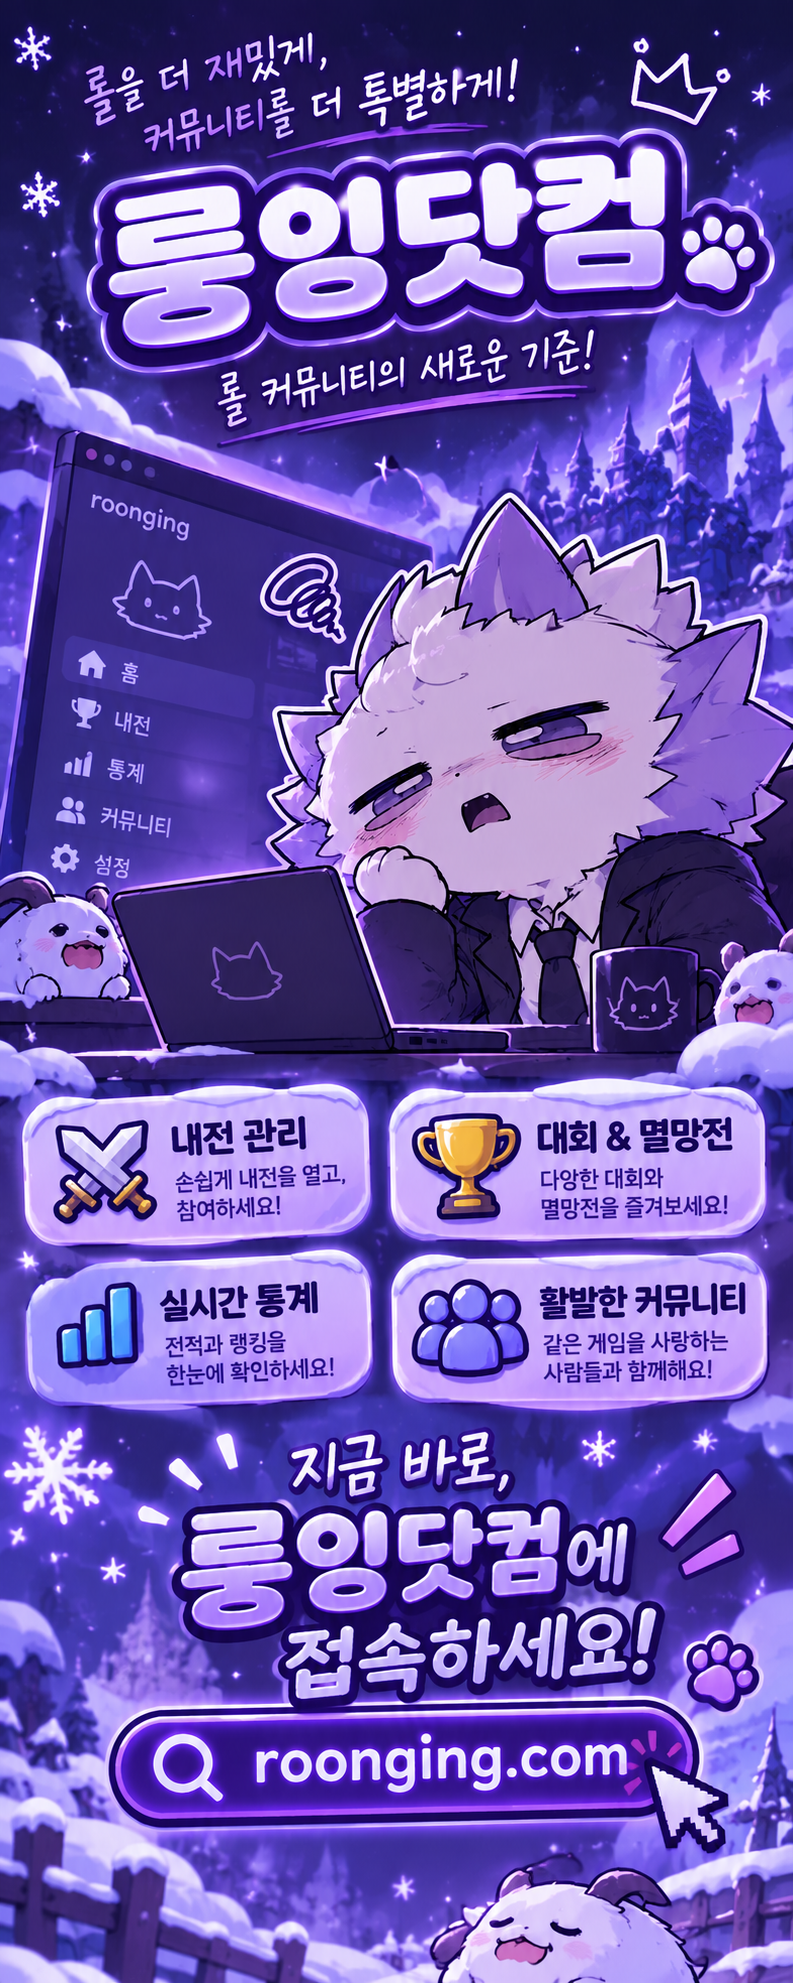 롤을 더 재밌게,
커뮤니티롤 더 특별하게!
룽잉닷컴
롤 커뮤니티의 새로운 기준!
roonging
홈
내전
통계
커뮤니티
설정
내전 관리
손쉽게 내전을 열고,
참여하세요!
대회 & 멸망전
다양한 대회와
멸망전을 즐겨보세요!
실시간 통계
전적과 랭킹을
한눈에 확인하세요!
활발한 커뮤니티
같은 게임을 사랑하는
사람들과 함께해요!
지금 바로,
룽잉닷컴에
접속하세요!
roonging.com